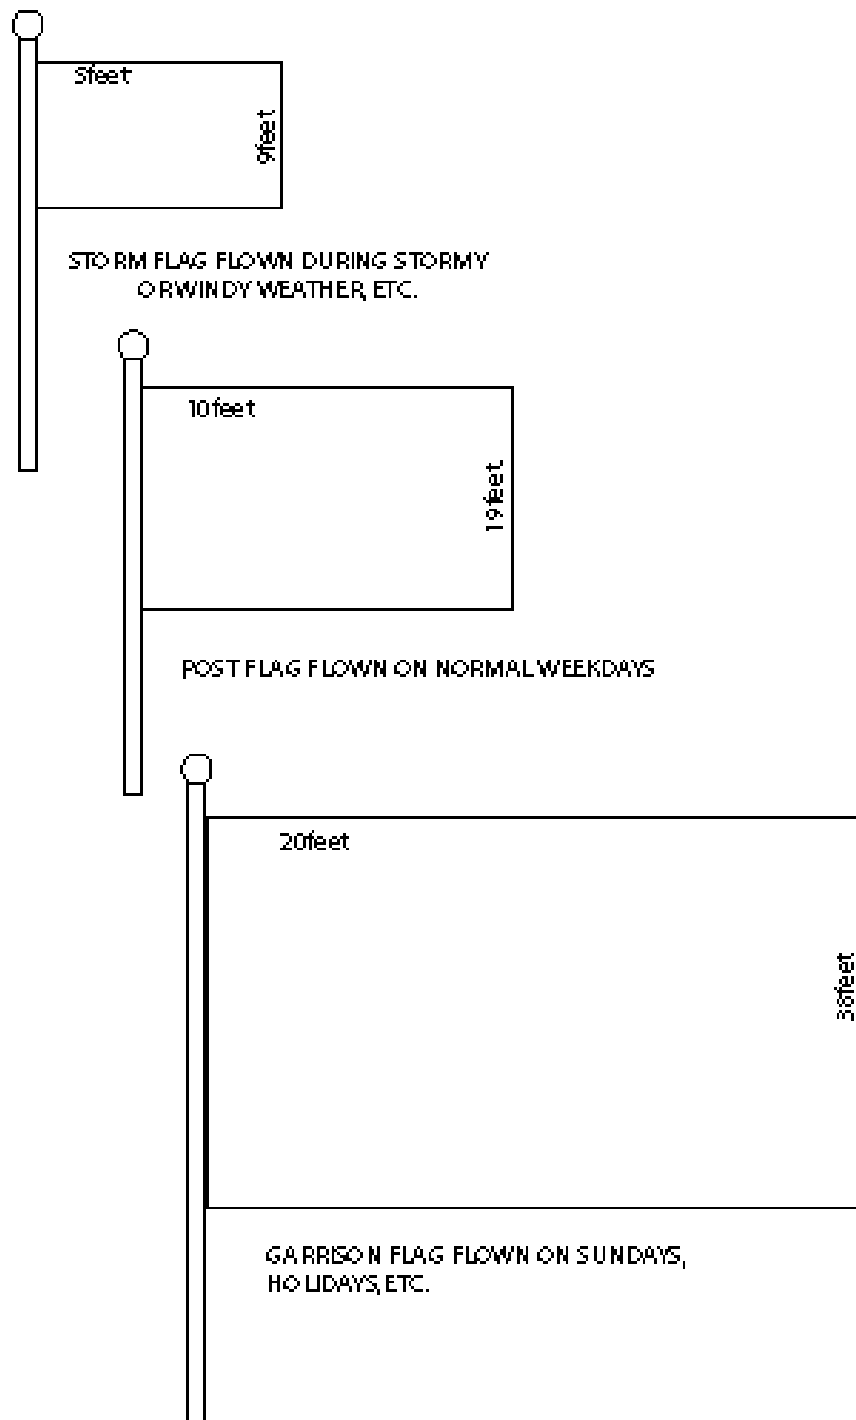 5feet
9feet
STORM FLAG FLOWN DURING STORMY
OR WINDY WEATHER, ETC.
10feet
19feet
POST FLAG FLOWN ON NORMAL WEEKDAYS
20feet
38feet
GARRISON FLAG FLOWN ON SUNDAYS,
HOLIDAYS, ETC.